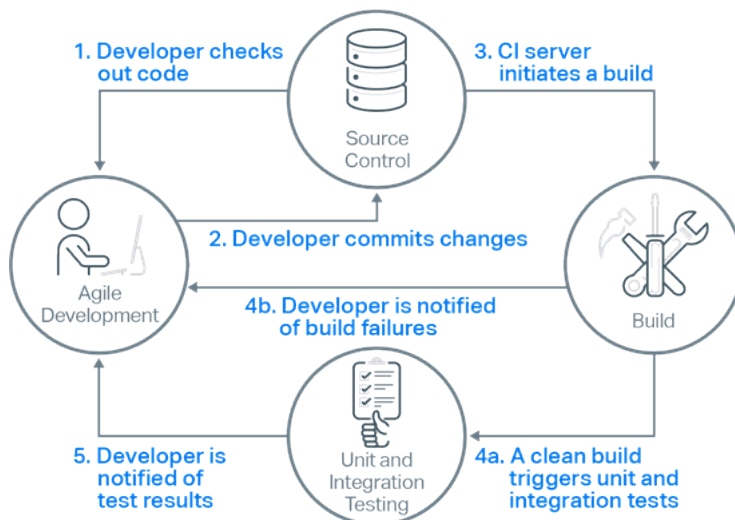 1. Developer checks
out code
3. CI server
initiates a build
Source
Control
2. Developer commits changes
Agile
Development
4b. Developer is notified
of build failures
Build
Unit and
Integration
Testing
5. Developer is
notified of
test results
4a. A clean build
triggers unit and
integration tests